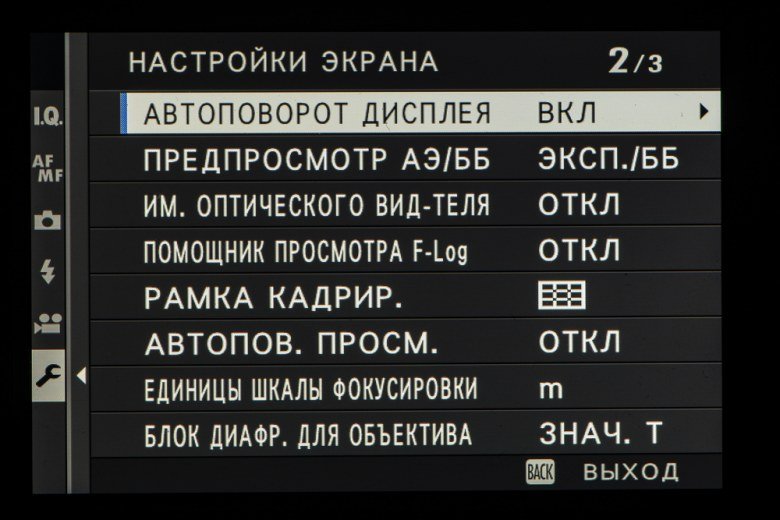 НАСТРОЙКИ ЭКРАНА 2/3
I.Q.
АВТОПОВОРОТ ДИСПЛЕЯ ВКЛ
AF MF
ПРЕДПРОСМОТР АЭ/ББ ЭКСП./ББ
ИМ. ОПТИЧЕСКОГО ВИД-ТЕЛЯ ОТКЛ
ПОМОЩНИК ПРОСМОТРА F-Log ОТКЛ
РАМКА КАДРИР.
АВТОПОВ. ПРОСМ. ОТКЛ
ЕДИНИЦЫ ШКАЛЫ ФОКУСИРОВКИ m
БЛОК ДИАФР. ДЛЯ ОБЪЕКТИВА ЗНАЧ. T
BACK ВЫХОД